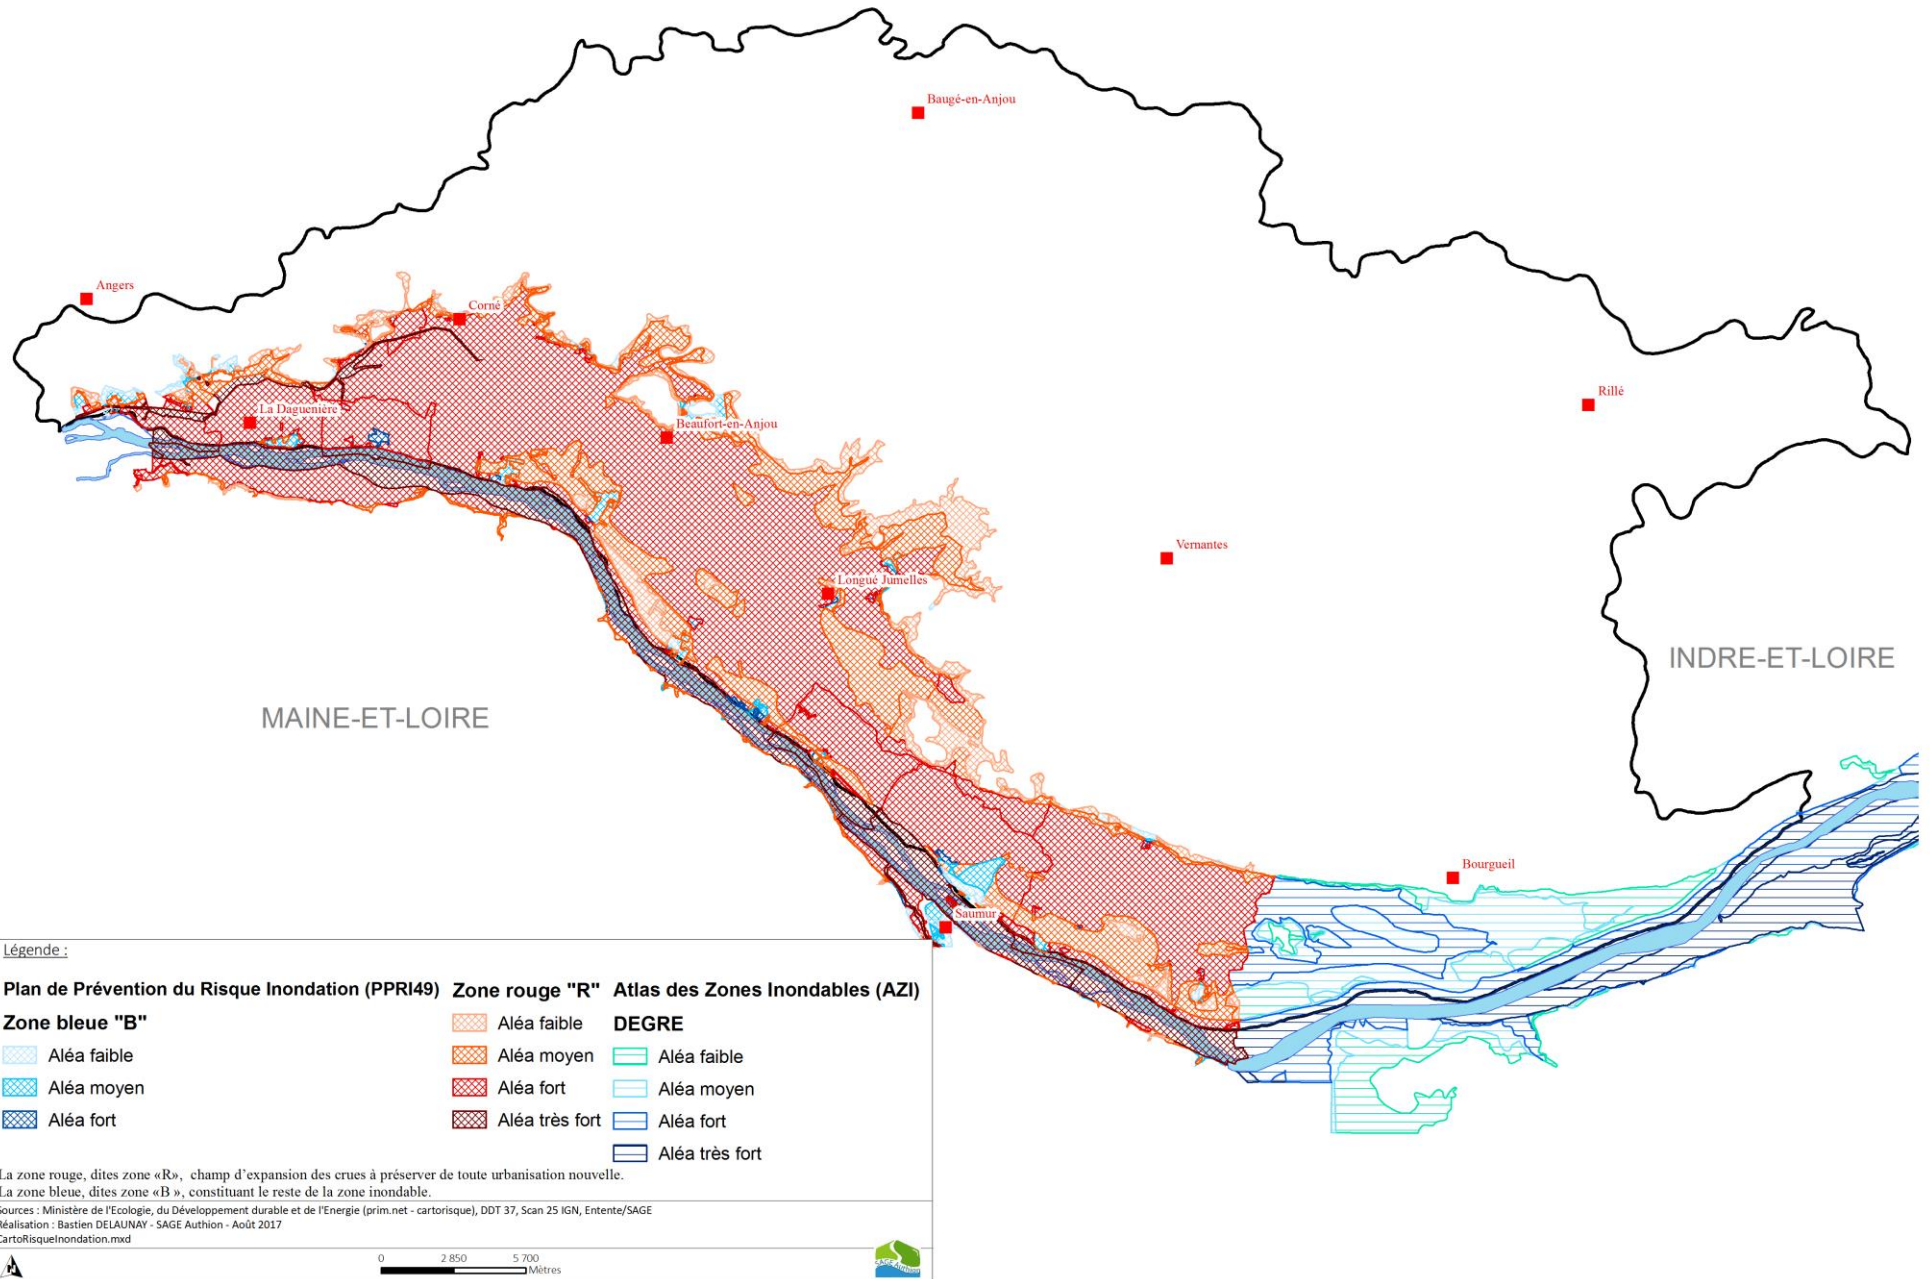 Baugé-en-Anjou
Angers
Corné
Rillé
La Daguenière
Beaufort-en-Anjou
Vernantes
Longué Jumelles
INDRE-ET-LOIRE
MAINE-ET-LOIRE
Bourgueil
Saumur
Légende :
Plan de Prévention du Risque Inondation (PPRI49)
Zone bleue "B"
Aléa faible
Aléa moyen
Aléa fort
Zone rouge "R"
Aléa faible
Aléa moyen
Aléa fort
Aléa très fort
Atlas des Zones Inondables (AZI)
DEGRE
Aléa faible
Aléa moyen
Aléa fort
Aléa très fort
La zone rouge, dites zone «R», champ d'expansion des crues à préserver de toute urbanisation nouvelle.
La zone bleue, dites zone «B », constituant le reste de la zone inondable.
Sources : Ministère de l'Ecologie, du Développement durable et de l'Energie (prim.net - cartorisque), DDT 37, Scan 25 IGN, Entente/SAGE
Réalisation : Bastien DELAUNAY - SAGE Authion - Août 2017
CartoRisqueInondation.mxd
N
0 2 850 5 700
Mètres
SAGE Authion